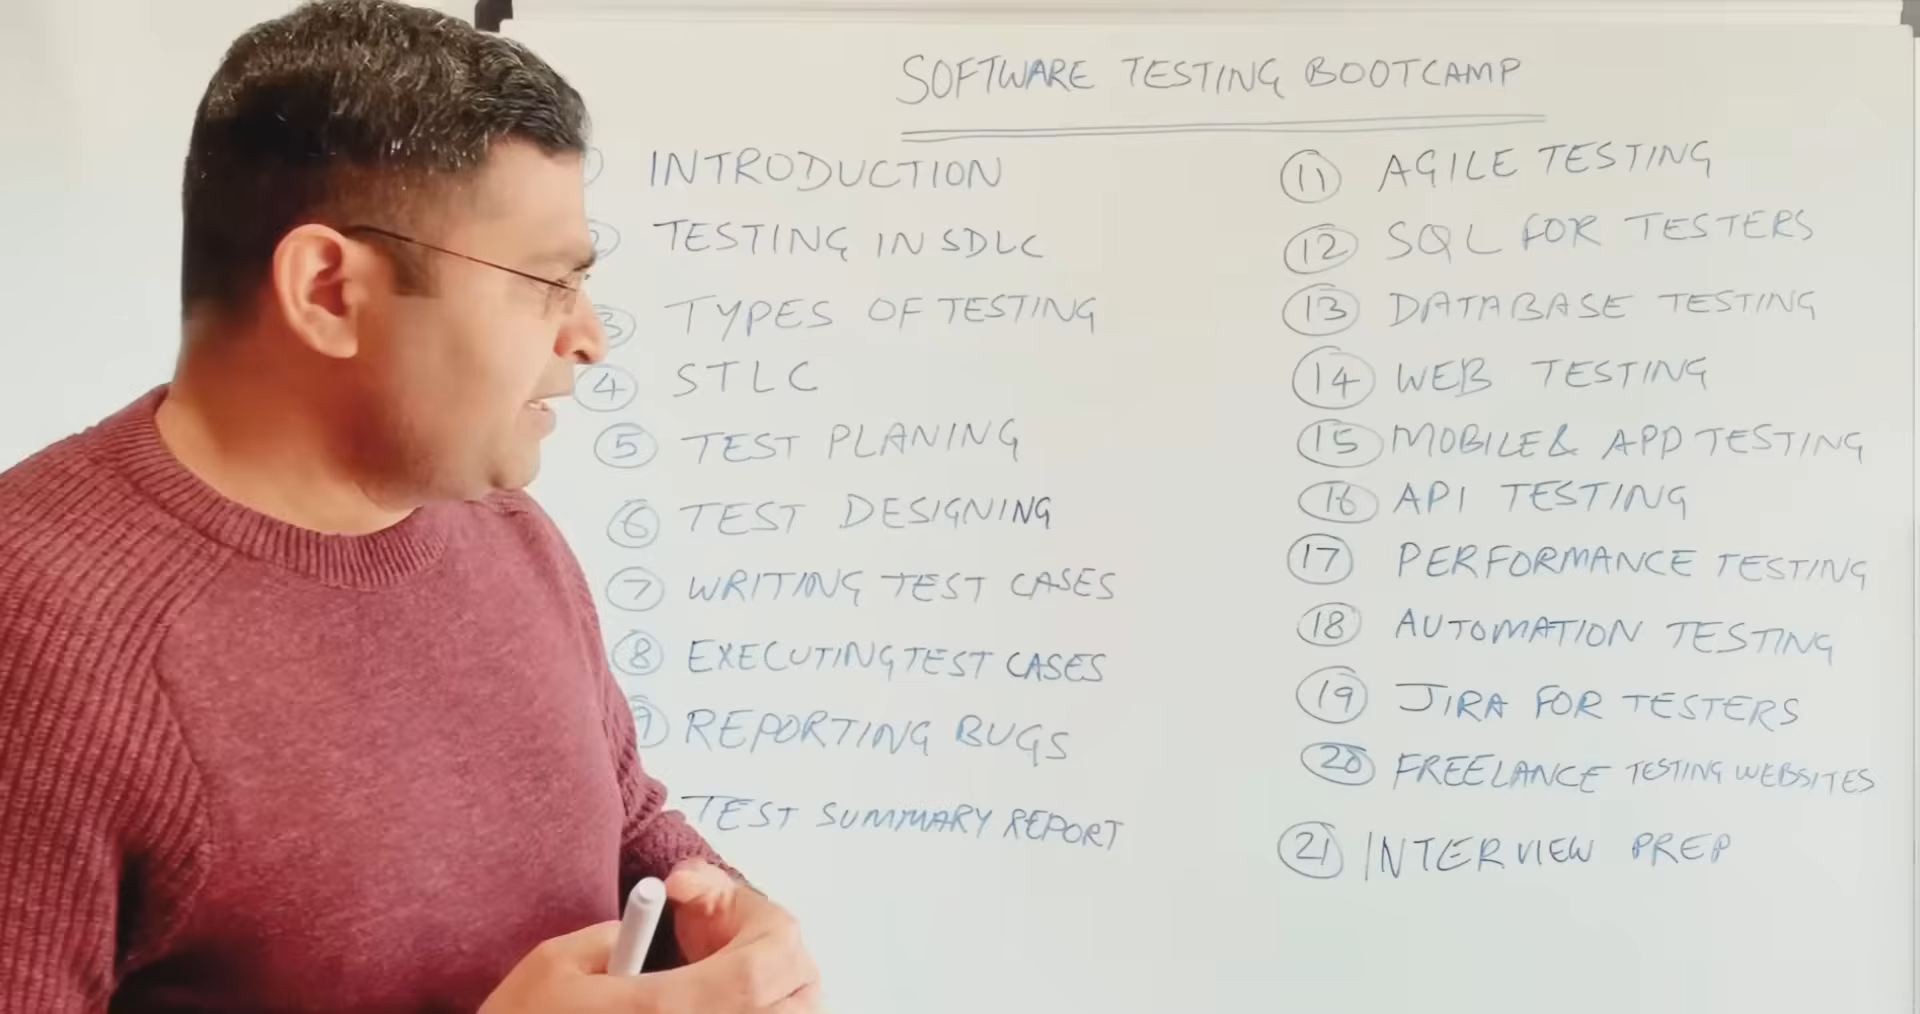 SOFTWARE TESTING BOOTCAMP
INTRODUCTION
2 TESTING IN SDLC
3 TYPES OF TESTING
4 STLC
5 TEST PLANING
6 TEST DESIGNING
7 WRITING TEST CASES
8 EXECUTING TEST CASES
9 REPORTING BUGS
TEST SUMMARY REPORT
11 AGILE TESTING
12 SQL FOR TESTERS
13 DATABASE TESTING
14 WEB TESTING
15 MOBILE & APP TESTING
16 API TESTING
17 PERFORMANCE TESTING
18 AUTOMATION TESTING
19 JIRA FOR TESTERS
20 FREELANCE TESTING WEBSITES
21 INTERVIEW PREP